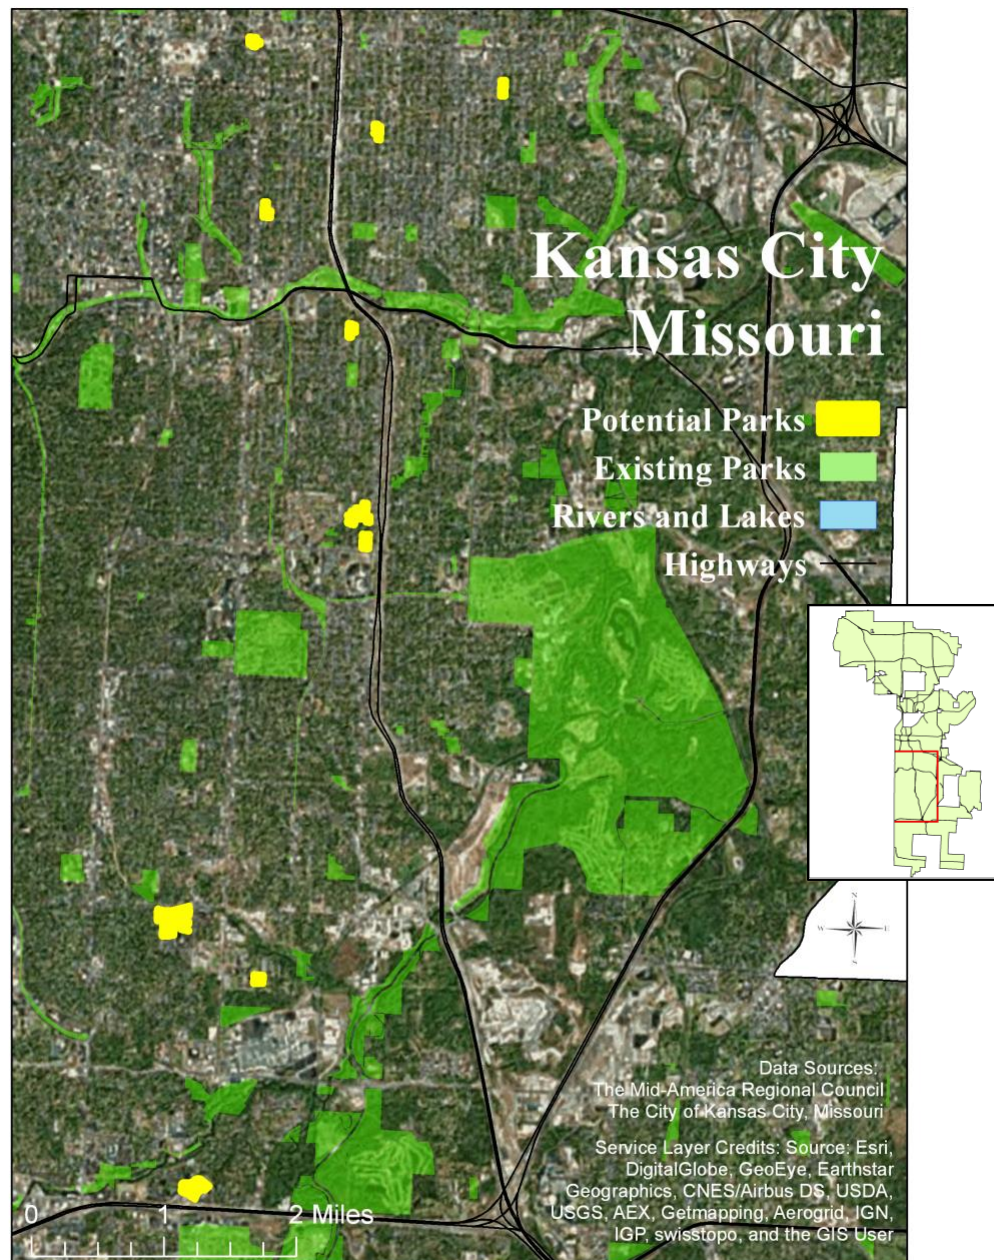 Kansas City
Missouri
Potential Parks
Existing Parks
Rivers and Lakes
Highways
N
W E
S
Data Sources:
The Mid-America Regional Council
The City of Kansas City, Missouri
Service Layer Credits: Source: Esri,
DigitalGlobe, GeoEye, Earthstar
Geographics, CNES/Airbus DS, USDA,
USGS, AEX, Getmapping, Aerogrid, IGN,
IGP, swisstopo, and the GIS User
0 1 2 Miles